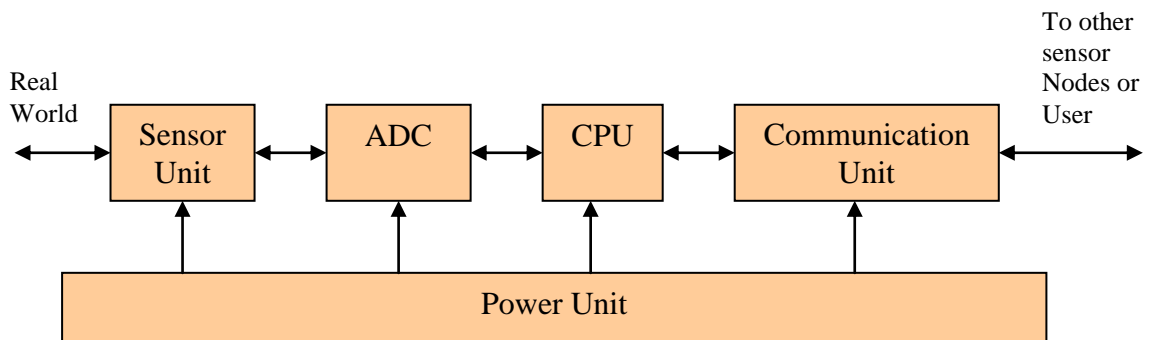 Real
World
Sensor
Unit
ADC
CPU
Communication
Unit
To other
sensor
Nodes or
User
Power Unit